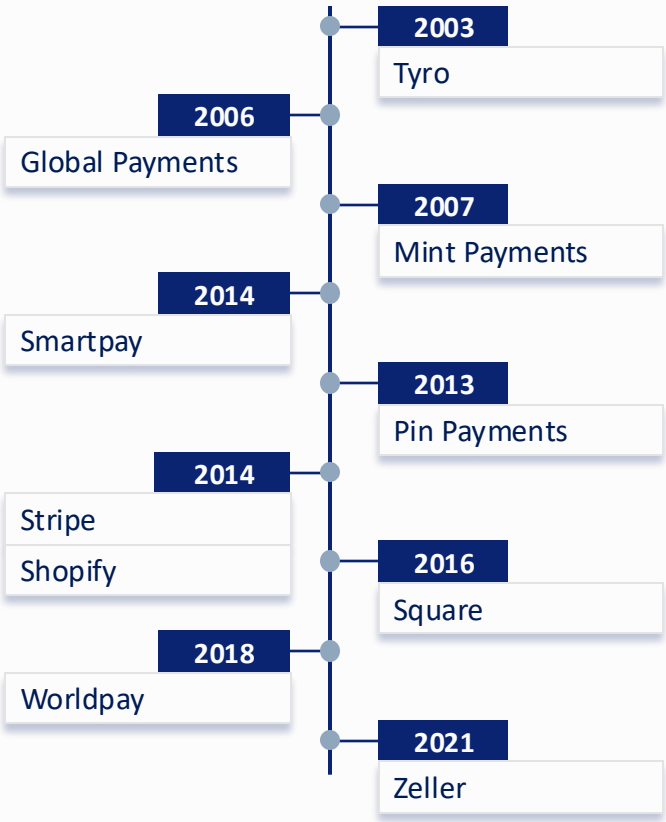 2003
Tyro
2006
Global Payments
2007
Mint Payments
2014
Smartpay
2013
Pin Payments
2014
Stripe
Shopify
2016
Square
2018
Worldpay
2021
Zeller